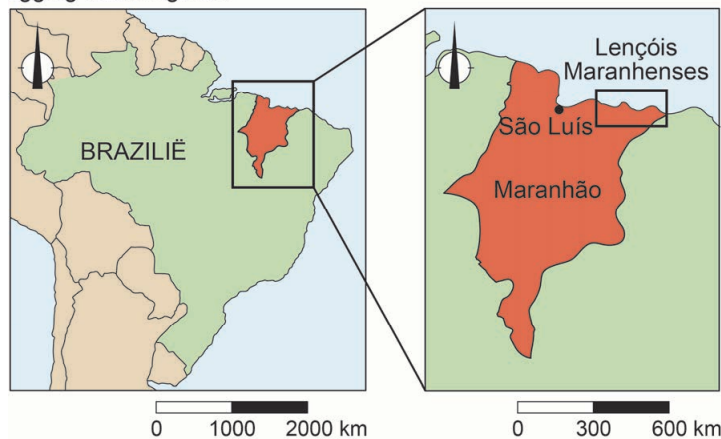 BRAZILIË
Lençóis
Maranhenses
São Luís
Maranhão
0 1000 2000 km
0 300 600 km